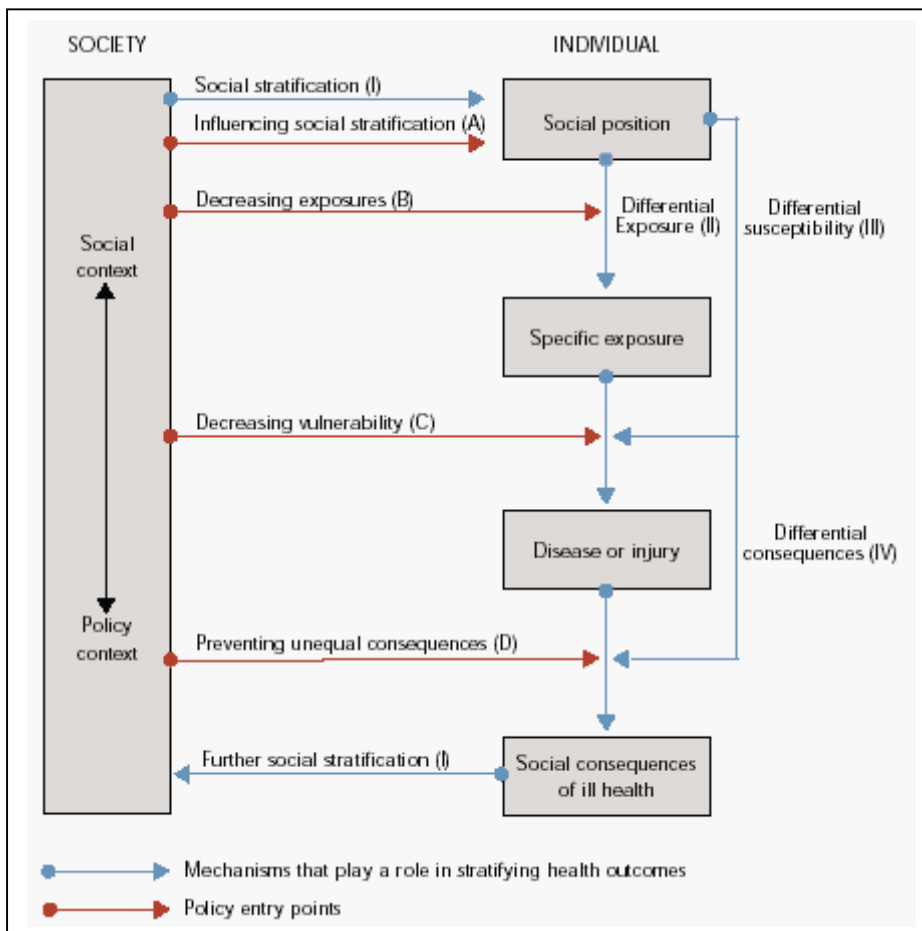 SOCIETY
INDIVIDUAL
Social stratification (I)
Influencing social stratification (A)
Social position
Decreasing exposures (B)
Differential
Exposure (II)
Differential
susceptibility (III)
Social
context
Specific exposure
Decreasing vulnerability (C)
Disease or injury
Differential
consequences (IV)
Policy
context
Preventing unequal consequences (D)
Further social stratification (I)
Social consequences
of ill health
Mechanisms that play a role in stratifying health outcomes
Policy entry points